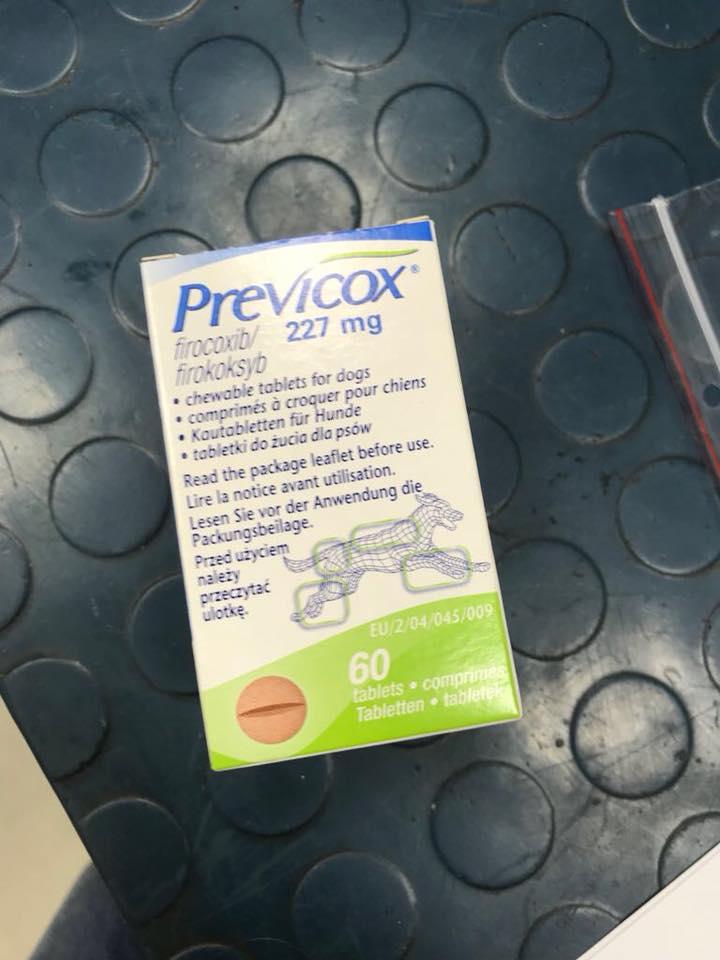 Previcox®
firocoxib/ 227 mg
firokoksyb
• chewable tablets for dogs
• comprimés à croquer pour chiens
• Kautabletten für Hunde
• tabletki do żucia dla psów
Read the package leaflet before use.
Lire la notice avant utilisation.
Lesen Sie vor der Anwendung die
Packungsbeilage.
Przed użyciem
należy
przeczytać
ulotkę.
EU/2/04/045/009
60
tablets • comprimés
Tabletten • tabletek